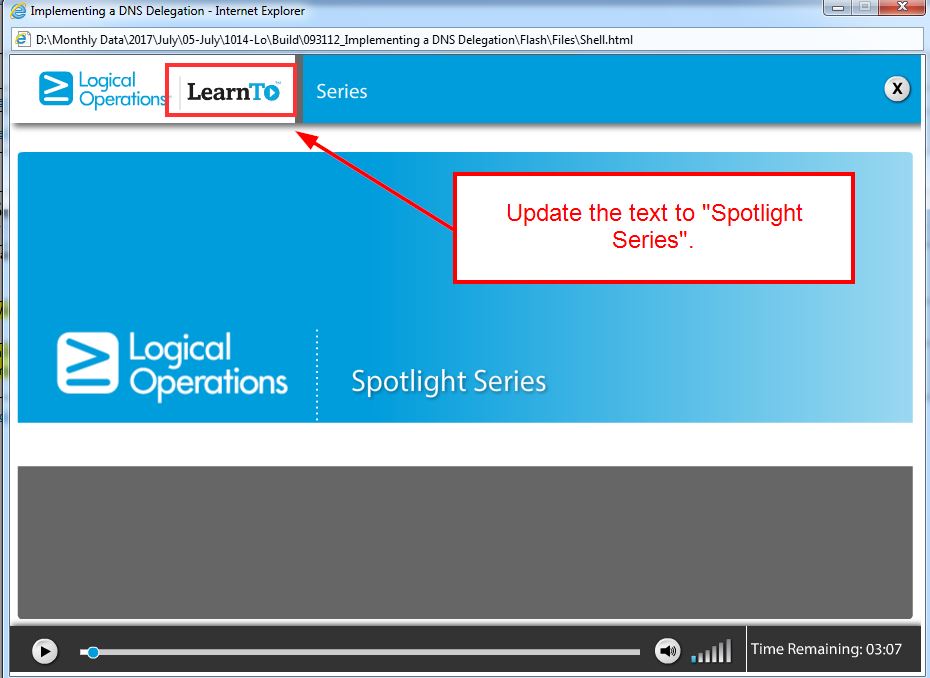 Implementing a DNS Delegation - Internet Explorer
D:\Monthly Data\2017\July\05-July\1014-Lo\Build\093112_Implementing a DNS Delegation\Flash\Files\Shell.html
Logical
Operations
LearnTo™
Series
X
Update the text to "Spotlight
Series".
Logical
Operations
Spotlight Series
Time Remaining: 03:07